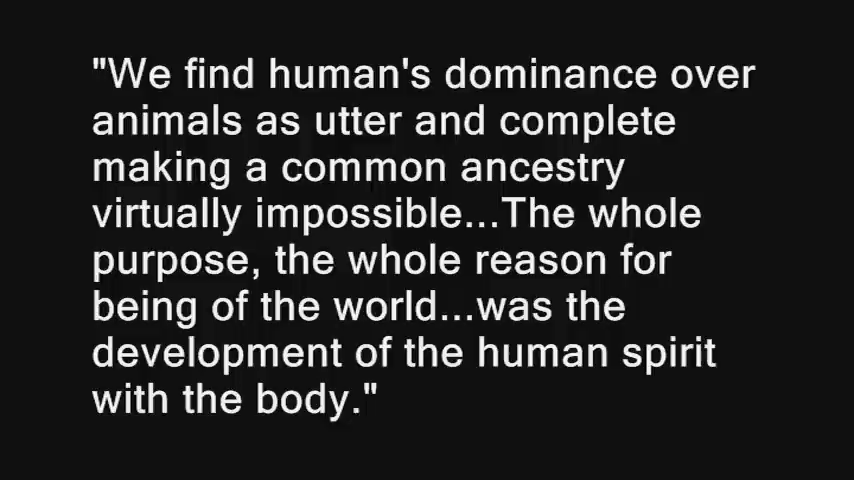 "We find human's dominance over
animals as utter and complete
making a common ancestry
virtually impossible...The whole
purpose, the whole reason for
being of the world...was the
development of the human spirit
with the body."